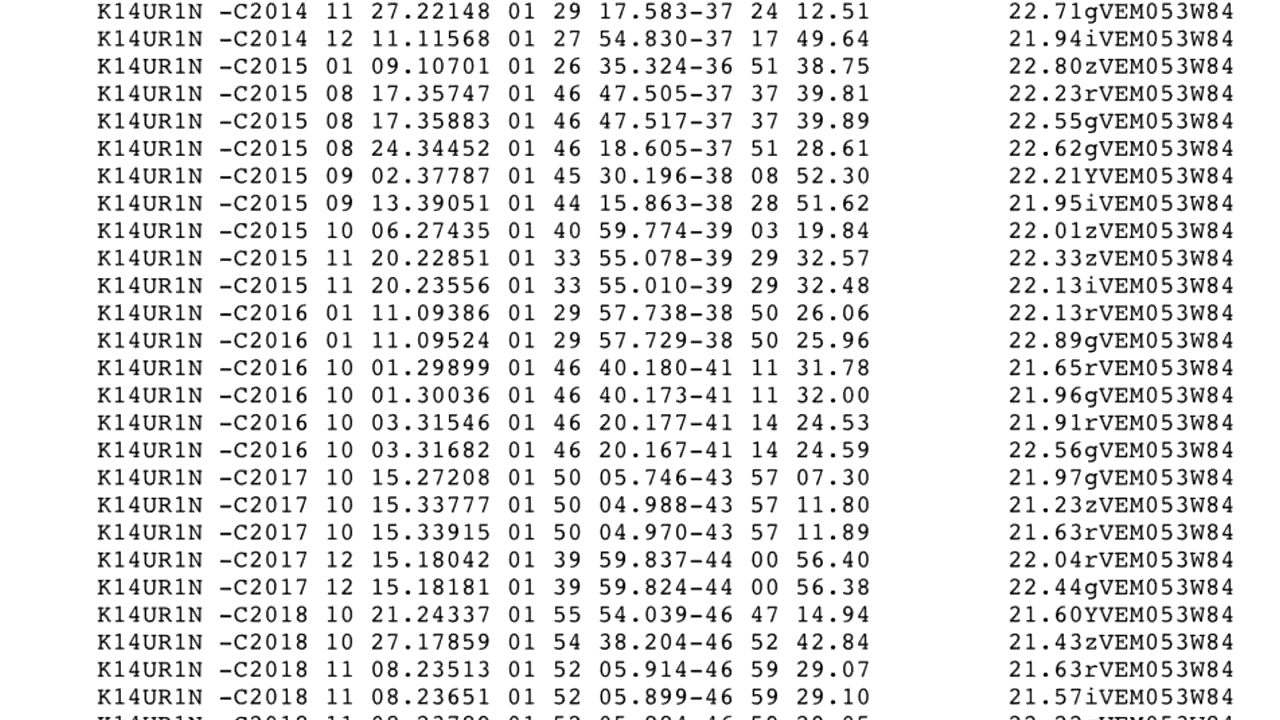 K14UR1N -C2014 11 27.22148 01 29 17.583-37 24 12.51 22.71gVEM053W84
K14UR1N -C2014 12 11.11568 01 27 54.830-37 17 49.64 21.94iVEM053W84
K14UR1N -C2015 01 09.10701 01 26 35.324-36 51 38.75 22.80zVEM053W84
K14UR1N -C2015 08 17.35747 01 46 47.505-37 37 39.81 22.23rVEM053W84
K14UR1N -C2015 08 17.35883 01 46 47.517-37 37 39.89 22.55gVEM053W84
K14UR1N -C2015 08 24.34452 01 46 18.605-37 51 28.61 22.62gVEM053W84
K14UR1N -C2015 09 02.37787 01 45 30.196-38 08 52.30 22.21YVEM053W84
K14UR1N -C2015 09 13.39051 01 44 15.863-38 28 51.62 21.95iVEM053W84
K14UR1N -C2015 10 06.27435 01 40 59.774-39 03 19.84 22.01zVEM053W84
K14UR1N -C2015 11 20.22851 01 33 55.078-39 29 32.57 22.33zVEM053W84
K14UR1N -C2015 11 20.23556 01 33 55.010-39 29 32.48 22.13iVEM053W84
K14UR1N -C2016 01 11.09386 01 29 57.738-38 50 26.06 22.13rVEM053W84
K14UR1N -C2016 01 11.09524 01 29 57.729-38 50 25.96 22.89gVEM053W84
K14UR1N -C2016 10 01.29899 01 46 40.180-41 11 31.78 21.65rVEM053W84
K14UR1N -C2016 10 01.30036 01 46 40.173-41 11 32.00 21.96gVEM053W84
K14UR1N -C2016 10 03.31546 01 46 20.177-41 14 24.53 21.91rVEM053W84
K14UR1N -C2016 10 03.31682 01 46 20.167-41 14 24.59 22.56gVEM053W84
K14UR1N -C2017 10 15.27208 01 50 05.746-43 57 07.30 21.97gVEM053W84
K14UR1N -C2017 10 15.33777 01 50 04.988-43 57 11.80 21.23zVEM053W84
K14UR1N -C2017 10 15.33915 01 50 04.970-43 57 11.89 21.63rVEM053W84
K14UR1N -C2017 12 15.18042 01 39 59.837-44 00 56.40 22.04rVEM053W84
K14UR1N -C2017 12 15.18181 01 39 59.824-44 00 56.38 22.44gVEM053W84
K14UR1N -C2018 10 21.24337 01 55 54.039-46 47 14.94 21.60YVEM053W84
K14UR1N -C2018 10 27.17859 01 54 38.204-46 52 42.84 21.43zVEM053W84
K14UR1N -C2018 11 08.23513 01 52 05.914-46 59 29.07 21.63rVEM053W84
K14UR1N -C2018 11 08.23651 01 52 05.899-46 59 29.10 21.57iVEM053W84